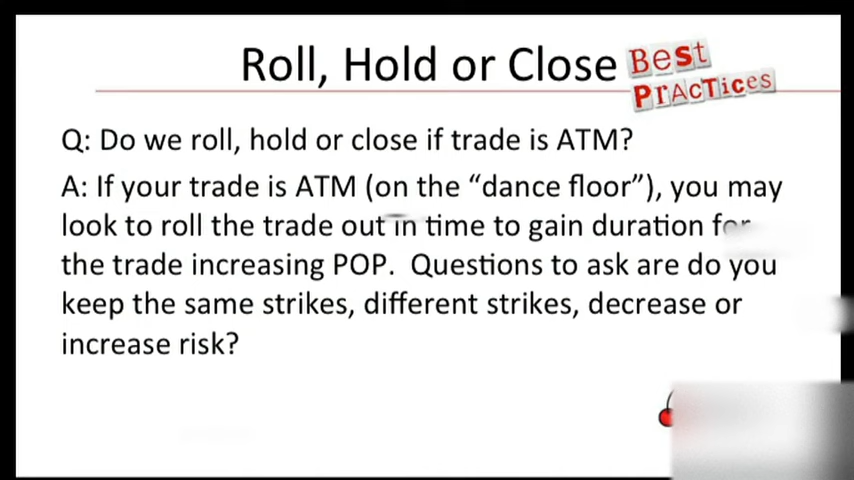 Roll, Hold or Close Best Practices
Q: Do we roll, hold or close if trade is ATM?
A: If your trade is ATM (on the “dance floor”), you may
look to roll the trade out in time to gain duration for
the trade increasing POP. Questions to ask are do you
keep the same strikes, different strikes, decrease or
increase risk?